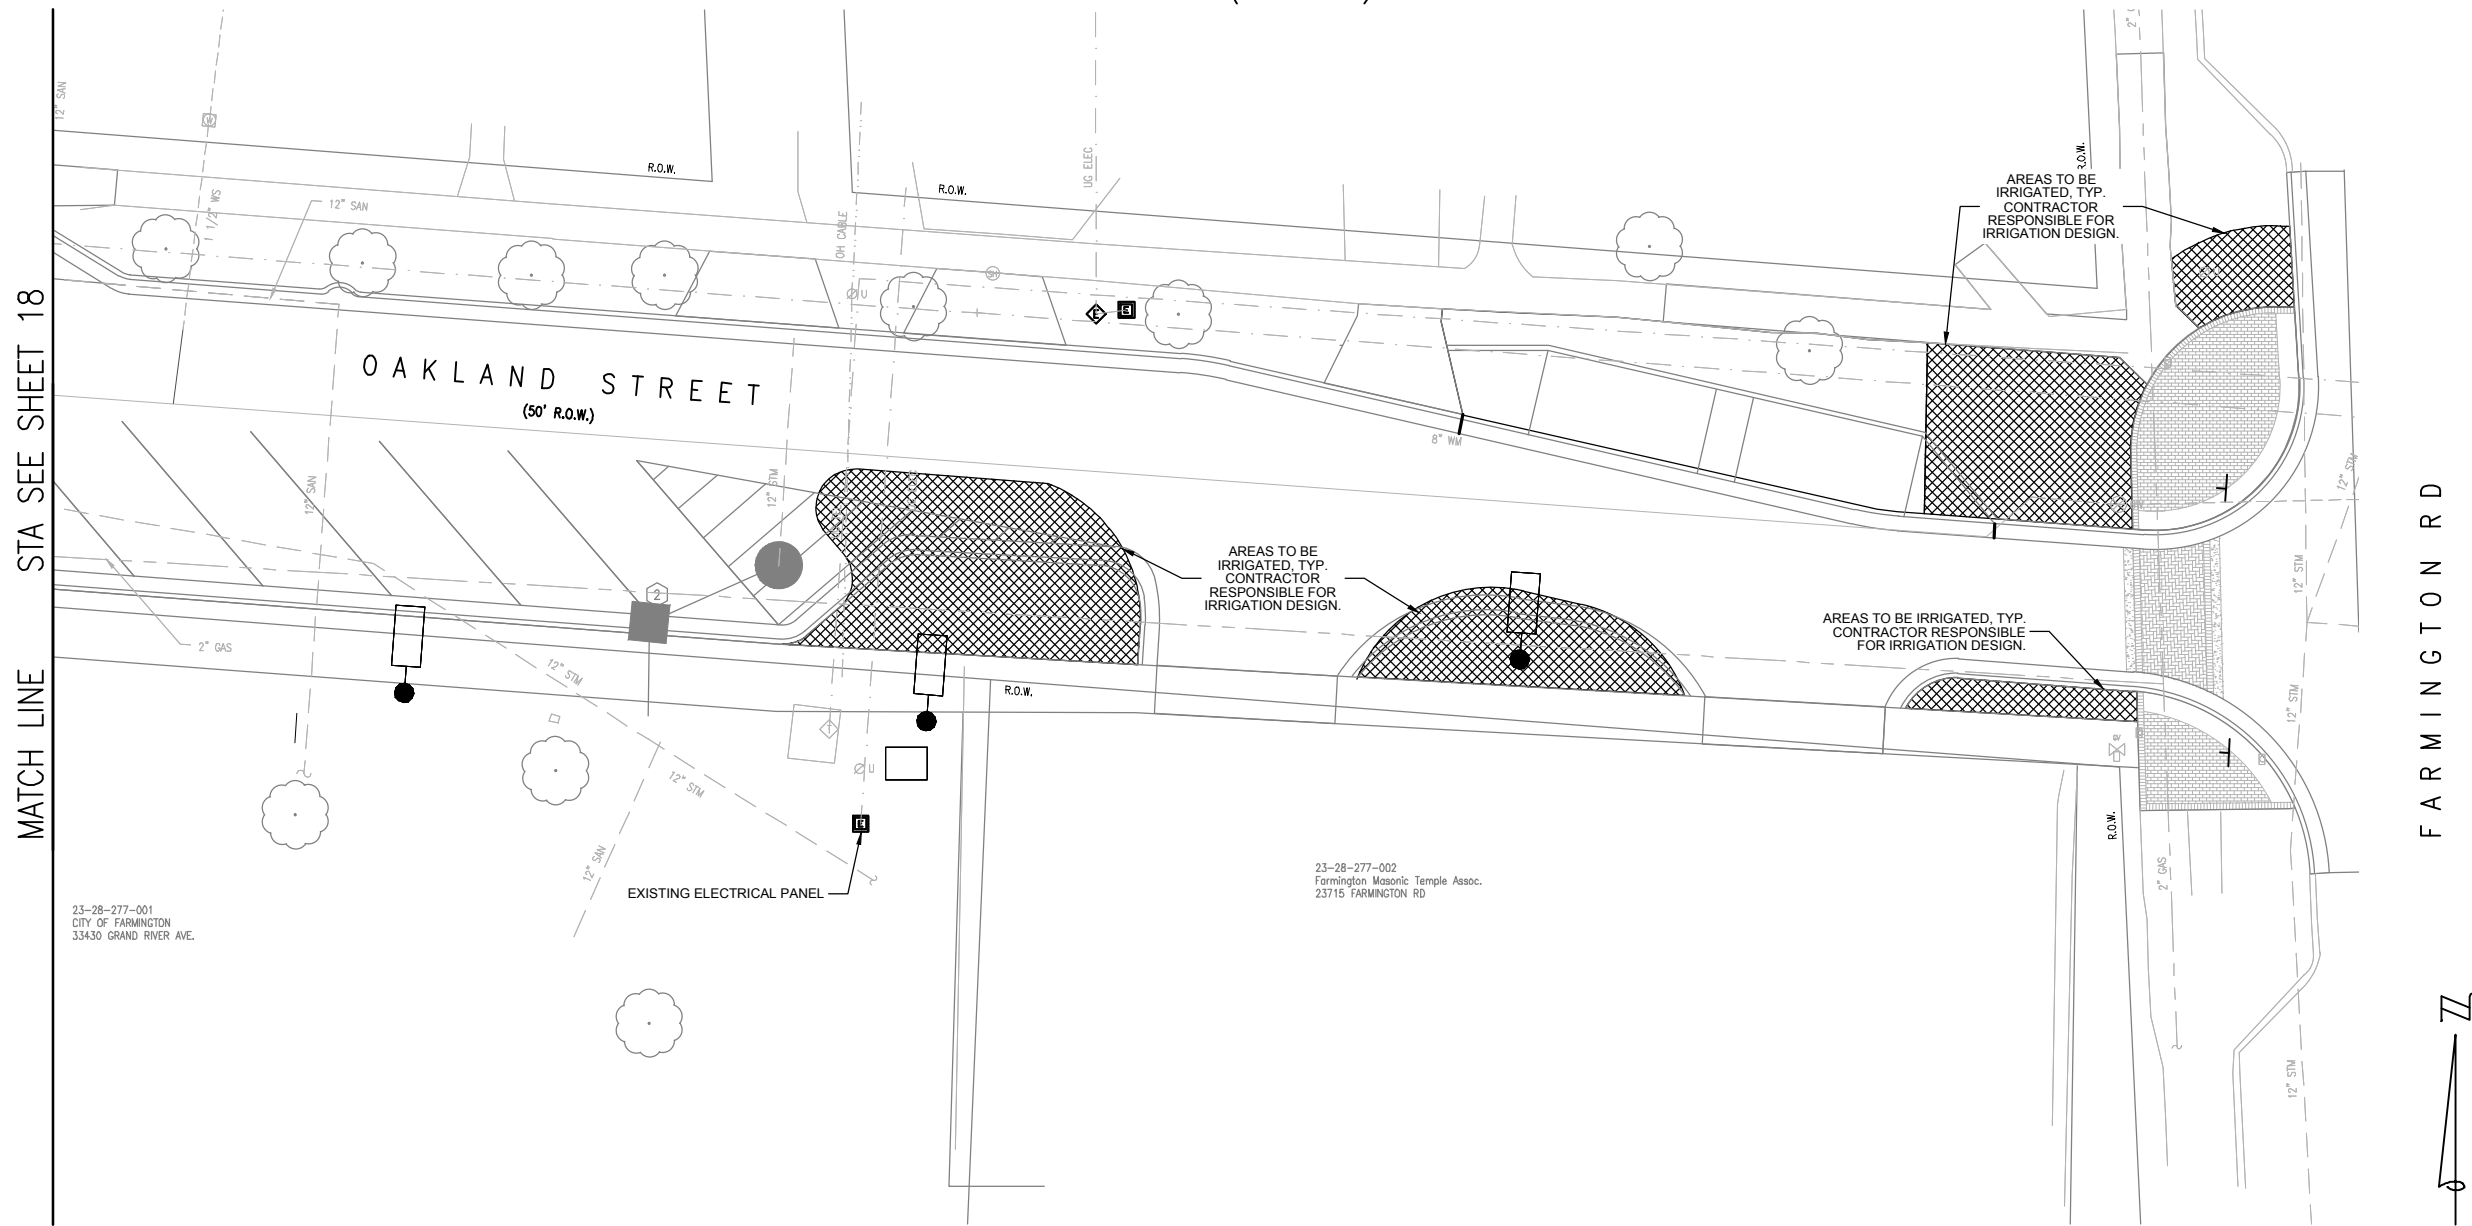 MATCH LINE STA SEE SHEET 18
12" SAN
1 1/2" WS
12" SAN
R.O.W.
R.O.W.
OH CABLE
UG ELEC
U
SH
E
E
OAKLAND STREET
(50' R.O.W.)
12" SAN
12" STM
8" WM
AREAS TO BE
IRRIGATED, TYP.
CONTRACTOR
RESPONSIBLE FOR
IRRIGATION DESIGN.
R.O.W.
12" STM
AREAS TO BE
IRRIGATED, TYP.
CONTRACTOR
RESPONSIBLE FOR
IRRIGATION DESIGN.
AREAS TO BE IRRIGATED, TYP.
CONTRACTOR RESPONSIBLE
FOR IRRIGATION DESIGN.
2
2" GAS
12" STM
12" STM
12" SAN
T
U
E
EXISTING ELECTRICAL PANEL
R.O.W.
23-28-277-001
CITY OF FARMINGTON
33430 GRAND RIVER AVE.
23-28-277-002
Farmington Masonic Temple Assoc.
23715 FARMINGTON RD
R.O.W.
2" GAS
12" STM
12" STM
12" STM
FARMINGTON RD
Z
0